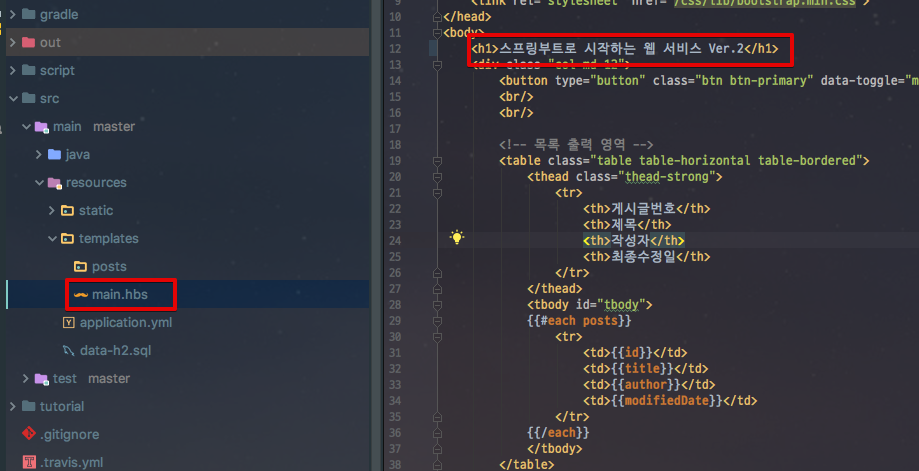 gradle
out
script
src
main master
java
resources
static
templates
posts
main.hbs
application.yml
data-h2.sql
test master
tutorial
.gitignore
.travis.yml
9 <link rel="stylesheet" href="/css/lib/bootstrap.min.css">
10 </head>
11 <body>
12 <h1>스프링부트로 시작하는 웹 서비스 Ver.2</h1>
13 <div class="col-md-12">
14 <button type="button" class="btn btn-primary" data-toggle="m
15 <br/>
16 <br/>
17
18 <!-- 목록 출력 영역 -->
19 <table class="table table-horizontal table-bordered">
20 <thead class="thead-strong">
21 <tr>
22 <th>게시글번호</th>
23 <th>제목</th>
24 <th>작성자</th>
25 <th>최종수정일</th>
26 </tr>
27 </thead>
28 <tbody id="tbody">
29 {{#each posts}}
30 <tr>
31 <td>{{id}}</td>
32 <td>{{title}}</td>
33 <td>{{author}}</td>
34 <td>{{modifiedDate}}</td>
35 </tr>
36 {{/each}}
37 </tbody>
38 </table>